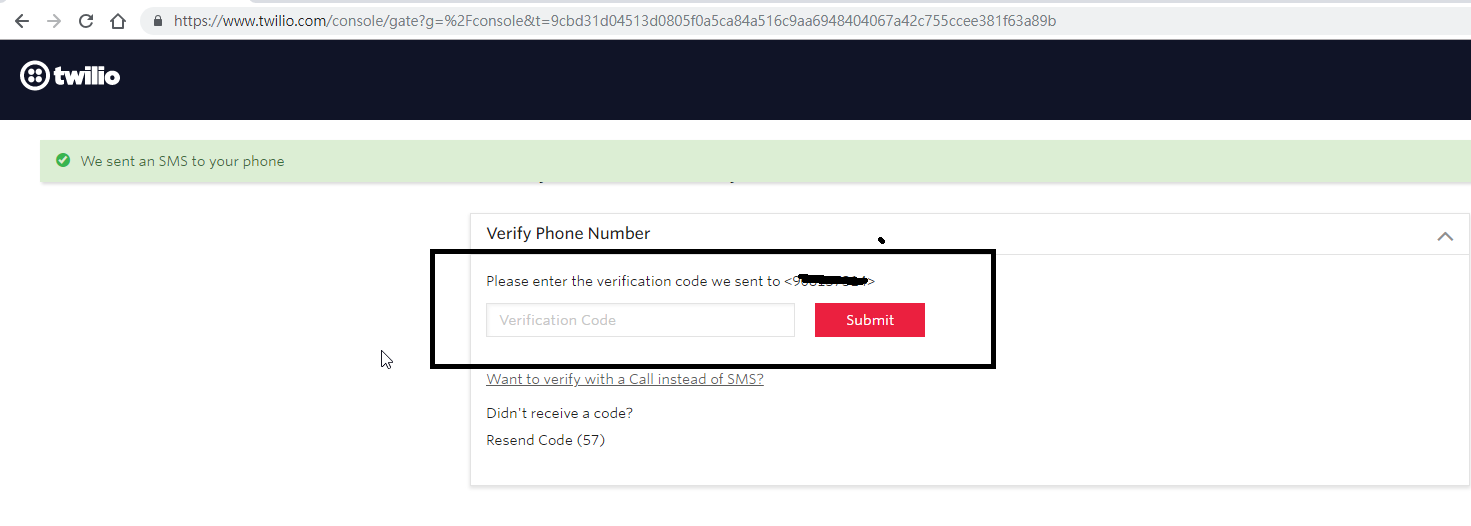 https://www.twilio.com/console/gate?g=%2Fconsole&t=9cbd31d04513d0805f0a5ca84a516c9aa6948404067a42c755ccee381f63a89b
twilio
We sent an SMS to your phone
Verify Phone Number
Please enter the verification code we sent to
Verification Code
Submit
Want to verify with a Call instead of SMS?
Didn't receive a code?
Resend Code (57)